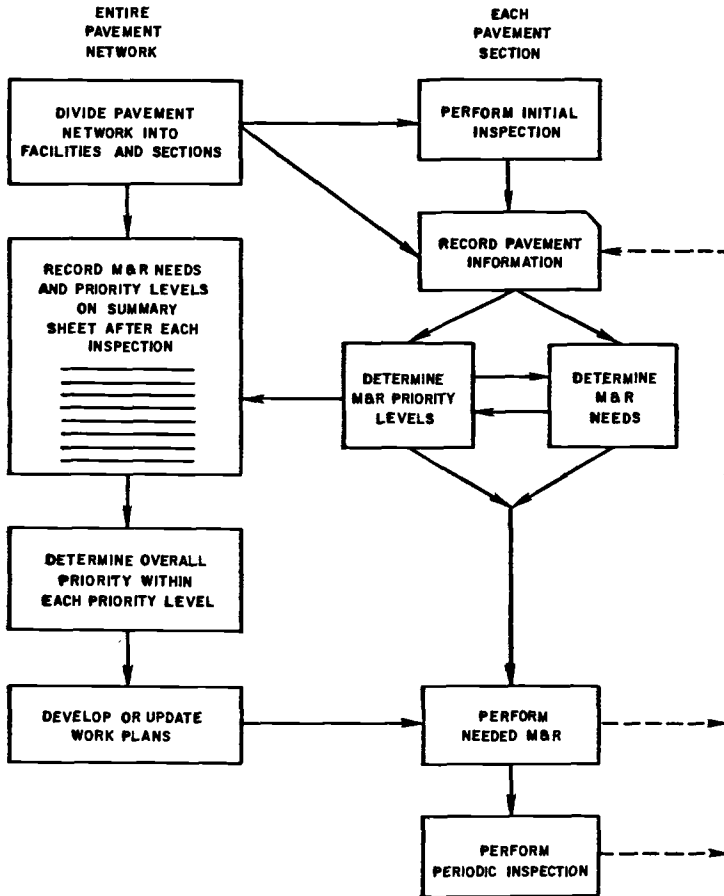 ENTIRE
PAVEMENT
NETWORK
EACH
PAVEMENT
SECTION
DIVIDE PAVEMENT
NETWORK INTO
FACILITIES AND SECTIONS
PERFORM INITIAL
INSPECTION
RECORD PAVEMENT
INFORMATION
RECORD M&R NEEDS
AND PRIORITY LEVELS
ON SUMMARY
SHEET AFTER EACH
INSPECTION
DETERMINE
M&R PRIORITY
LEVELS
DETERMINE
M&R
NEEDS
DETERMINE OVERALL
PRIORITY WITHIN
EACH PRIORITY LEVEL
DEVELOP OR UPDATE
WORK PLANS
PERFORM
NEEDED M&R
PERFORM
PERIODIC INSPECTION